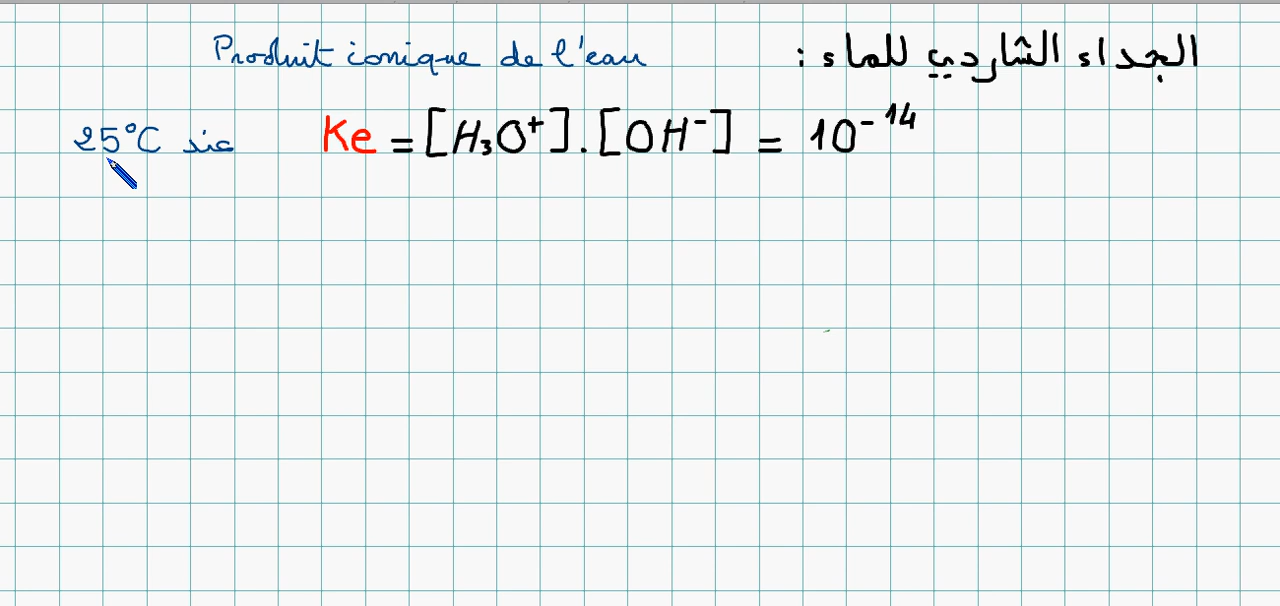 Produit ionique de l'eau الجداء الشاردي للماء :
25°C عند Ke = [H₃O⁺] . [OH⁻] = 10⁻¹⁴